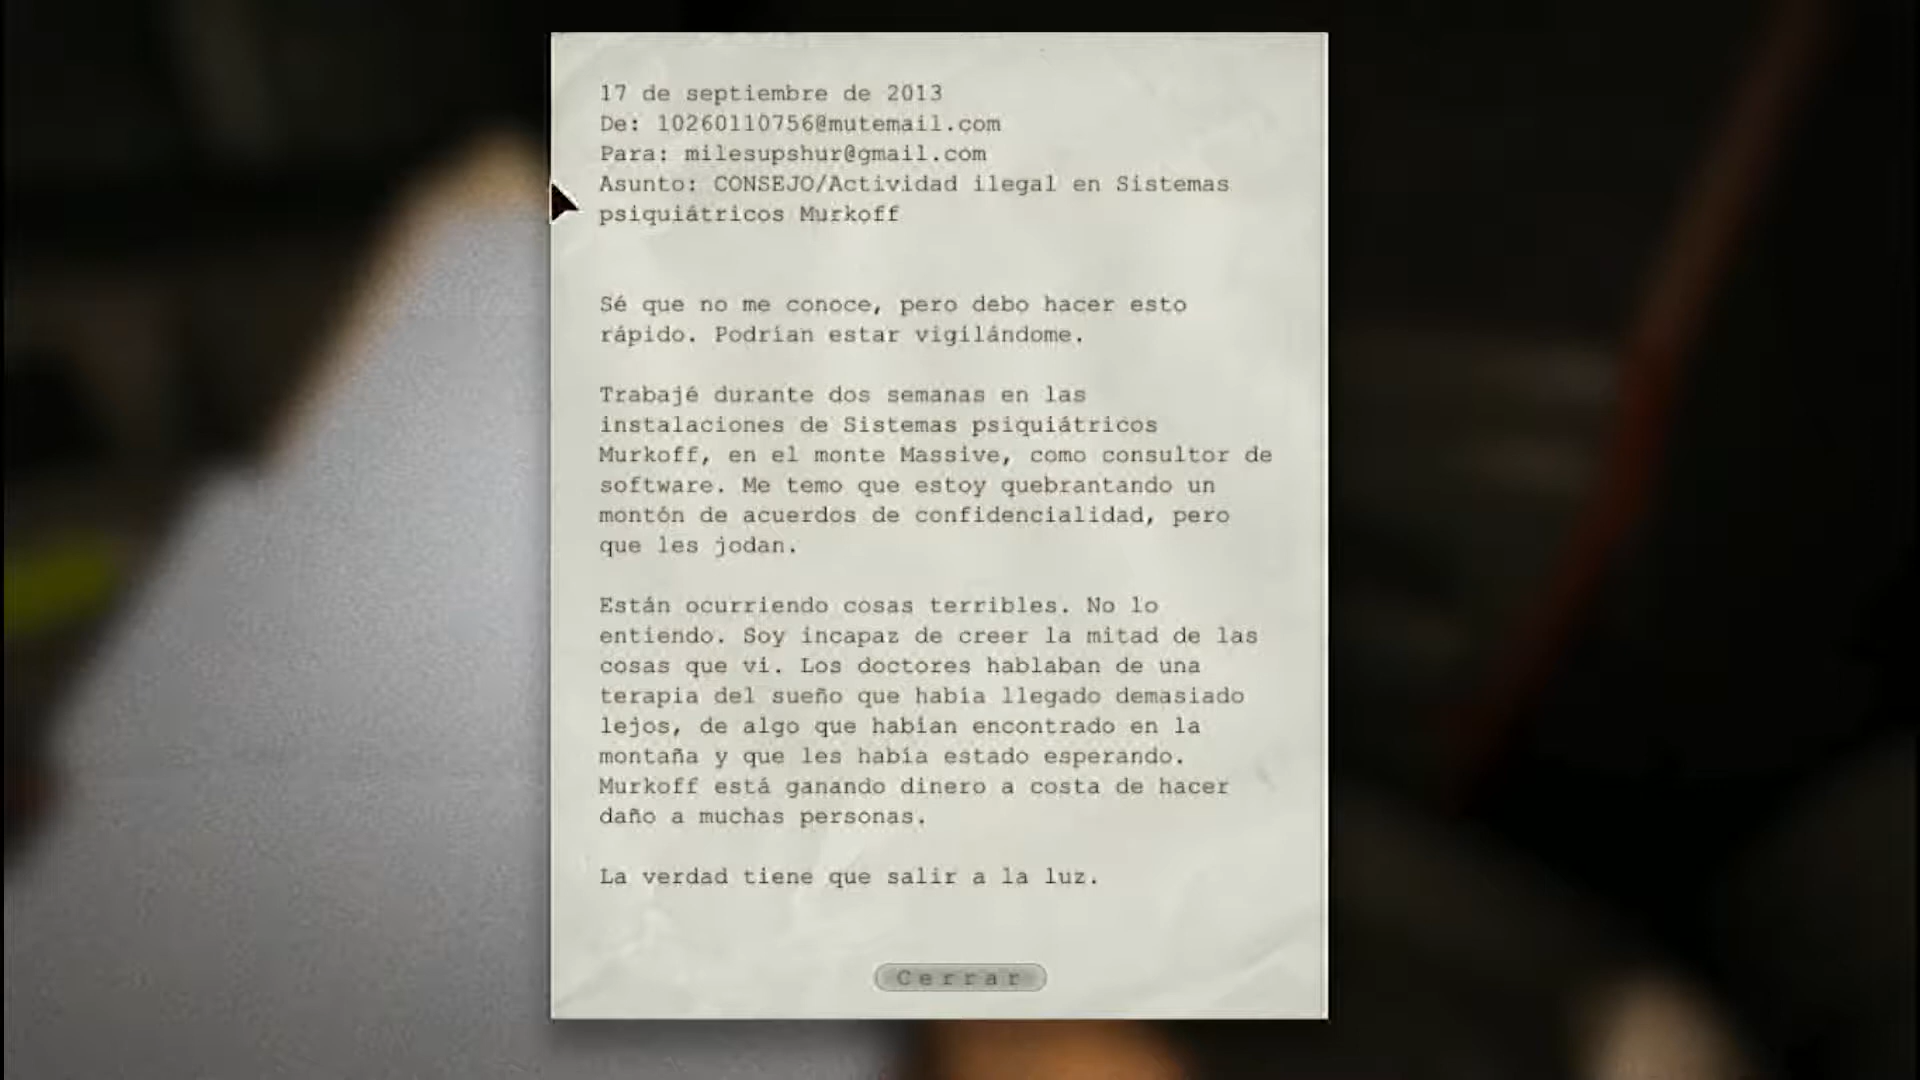 17 de septiembre de 2013
De: 10260110756@mutemail.com
Para: milesupshur@gmail.com
Asunto: CONSEJO/Actividad ilegal en Sistemas
psiquiátricos Murkoff
Sé que no me conoce, pero debo hacer esto
rápido. Podrían estar vigilándome.
Trabajé durante dos semanas en las
instalaciones de Sistemas psiquiátricos
Murkoff, en el monte Massive, como consultor de
software. Me temo que estoy quebrantando un
montón de acuerdos de confidencialidad, pero
que les jodan.
Están ocurriendo cosas terribles. No lo
entiendo. Soy incapaz de creer la mitad de las
cosas que vi. Los doctores hablaban de una
terapia del sueño que había llegado demasiado
lejos, de algo que habían encontrado en la
montaña y que les había estado esperando.
Murkoff está ganando dinero a costa de hacer
daño a muchas personas.
La verdad tiene que salir a la luz.
Cerrar